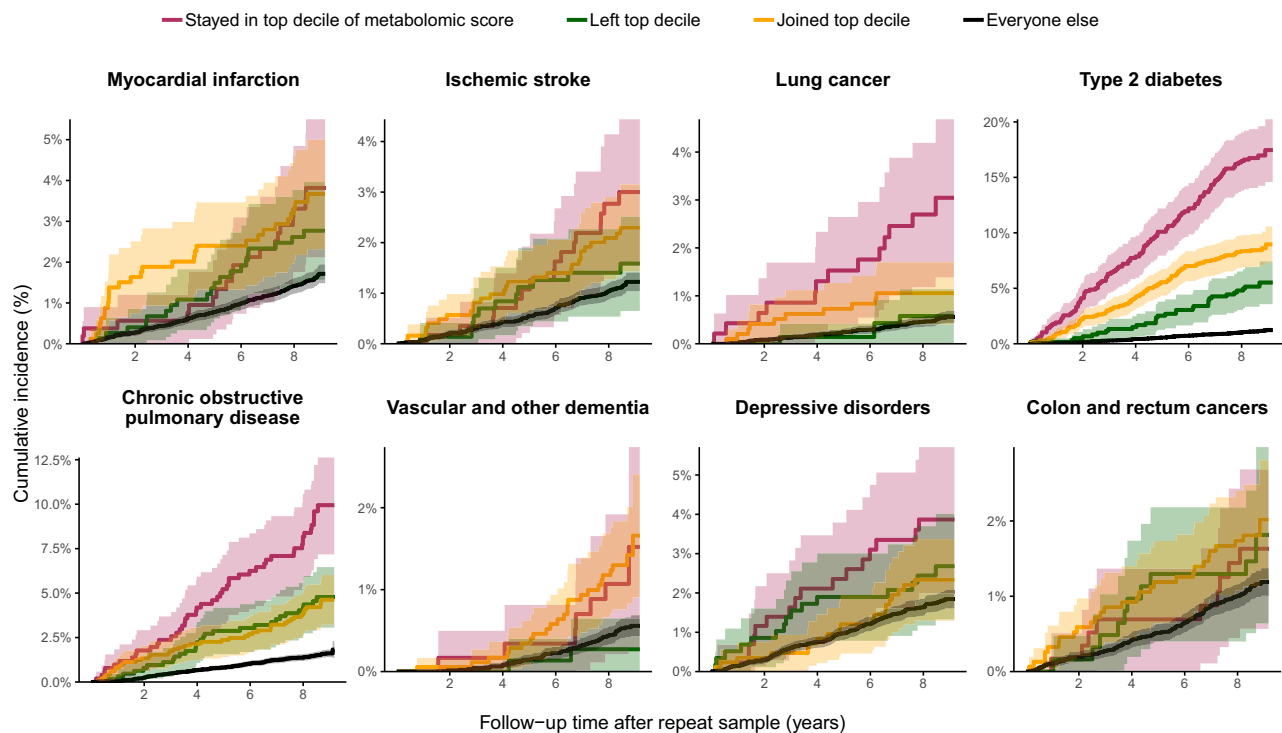 Stayed in top decile of metabolomic score Left top decile Joined top decile Everyone else
Cumulative incidence (%)
Myocardial infarction
5%
4%
3%
2%
1%
0%
2 4 6 8
Ischemic stroke
4%
3%
2%
1%
0%
2 4 6 8
Lung cancer
4%
3%
2%
1%
0%
2 4 6 8
Type 2 diabetes
20%
15%
10%
5%
0%
2 4 6 8
Chronic obstructive
pulmonary disease
12.5%
10.0%
7.5%
5.0%
2.5%
0.0%
2 4 6 8
Vascular and other dementia
2%
1%
0%
2 4 6 8
Depressive disorders
5%
4%
3%
2%
1%
0%
2 4 6 8
Colon and rectum cancers
2%
1%
0%
2 4 6 8
Follow−up time after repeat sample (years)